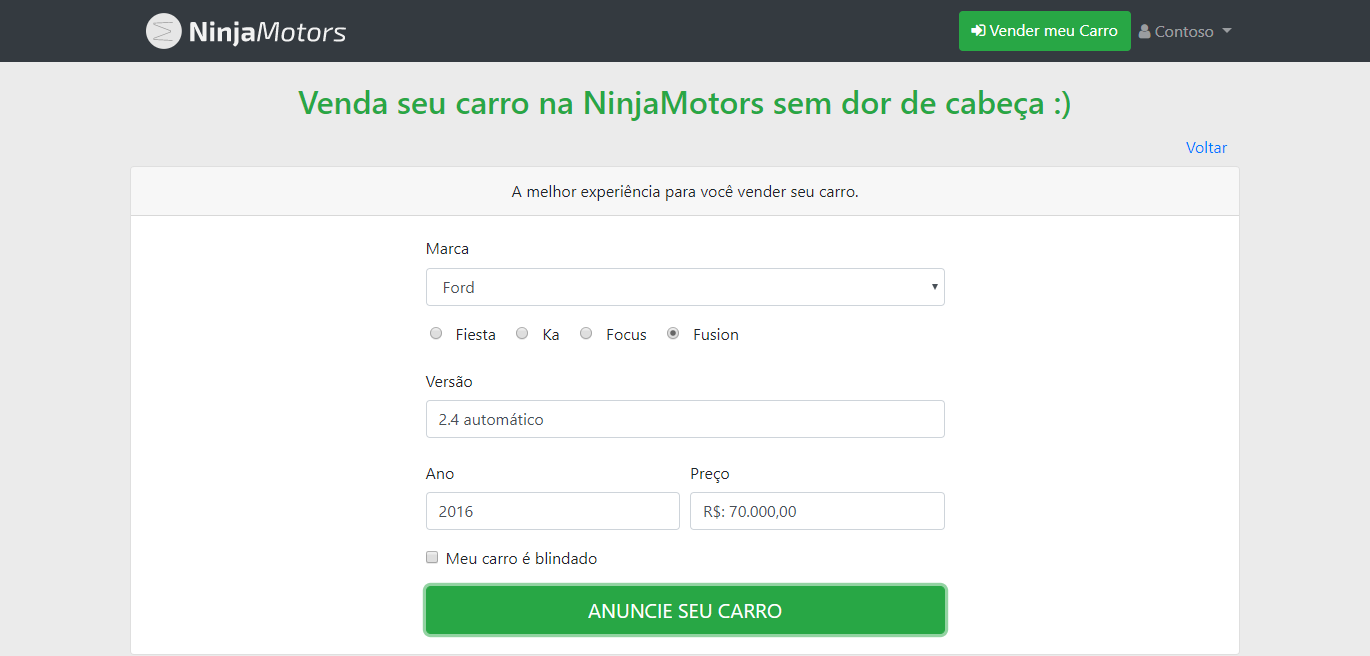 NinjaMotors
Vender meu Carro
Contoso
Venda seu carro na NinjaMotors sem dor de cabeça :)
Voltar
A melhor experiência para você vender seu carro.
Marca
Ford
Fiesta Ka Focus Fusion
Versão
2.4 automático
Ano Preço
2016 R$: 70.000,00
Meu carro é blindado
ANUNCIE SEU CARRO